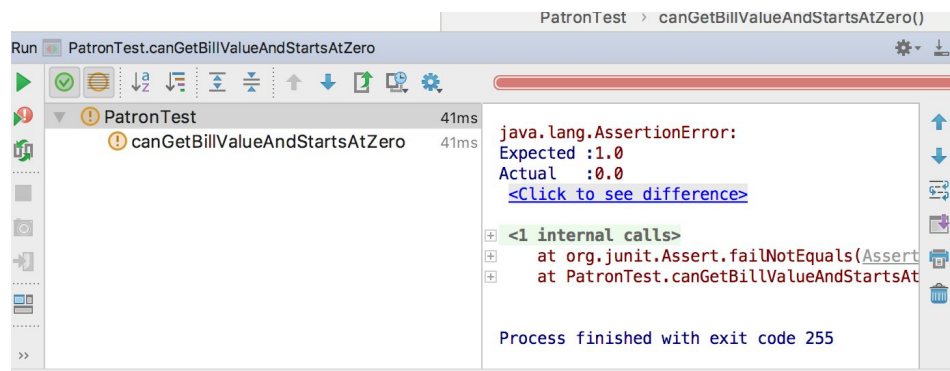 PatronTest > canGetBillValueAndStartsAtZero()
Run PatronTest.canGetBillValueAndStartsAtZero
PatronTest 41ms
canGetBillValueAndStartsAtZero 41ms
java.lang.AssertionError:
Expected :1.0
Actual :0.0
<Click to see difference>
<1 internal calls>
at org.junit.Assert.failNotEquals(Assert
at PatronTest.canGetBillValueAndStartsAt
Process finished with exit code 255